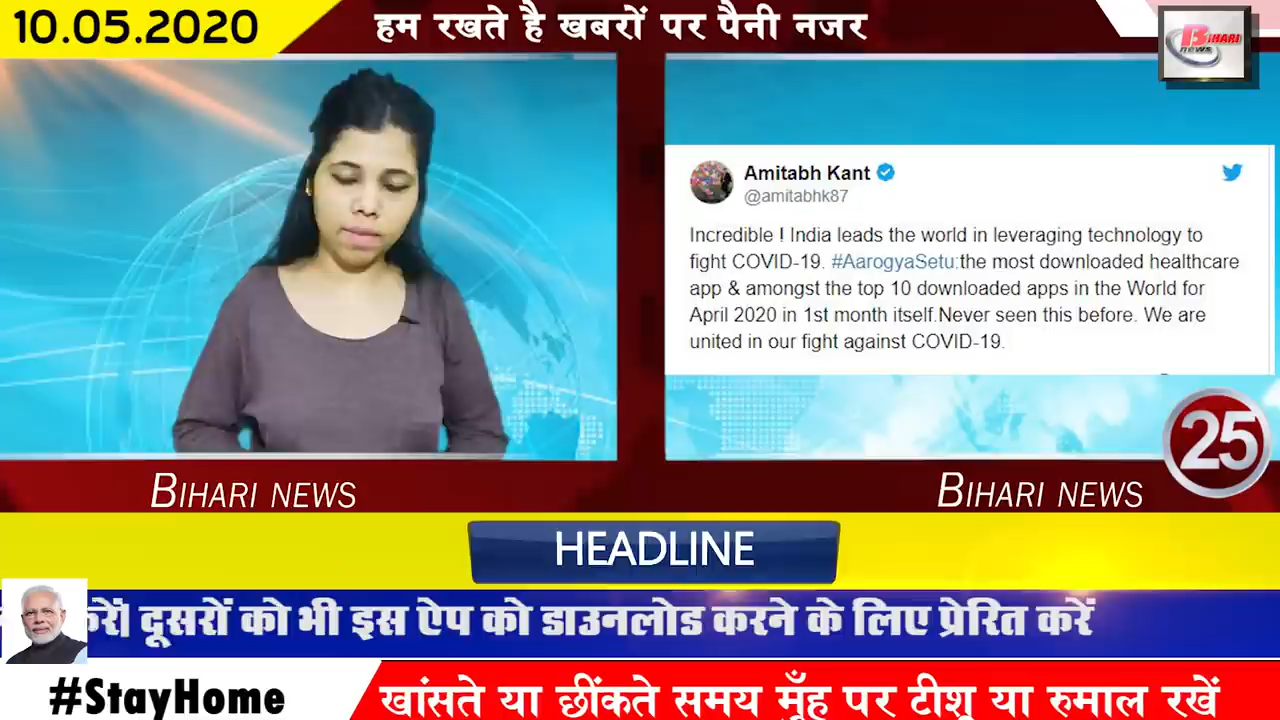 10.05.2020
हम रखते है खबरों पर पैनी नजर
BIHARI
news
Amitabh Kant
@amitabhk87
Incredible ! India leads the world in leveraging technology to
fight COVID-19. #AarogyaSetu:the most downloaded healthcare
app & amongst the top 10 downloaded apps in the World for
April 2020 in 1st month itself.Never seen this before. We are
united in our fight against COVID-19.
25
BIHARI NEWS
BIHARI NEWS
HEADLINE
दूसरों को भी इस ऐप को डाउनलोड करने के लिए प्रेरित करें
#StayHome
खांसते या छींकते समय मूँह पर टीशू या रुमाल रखें